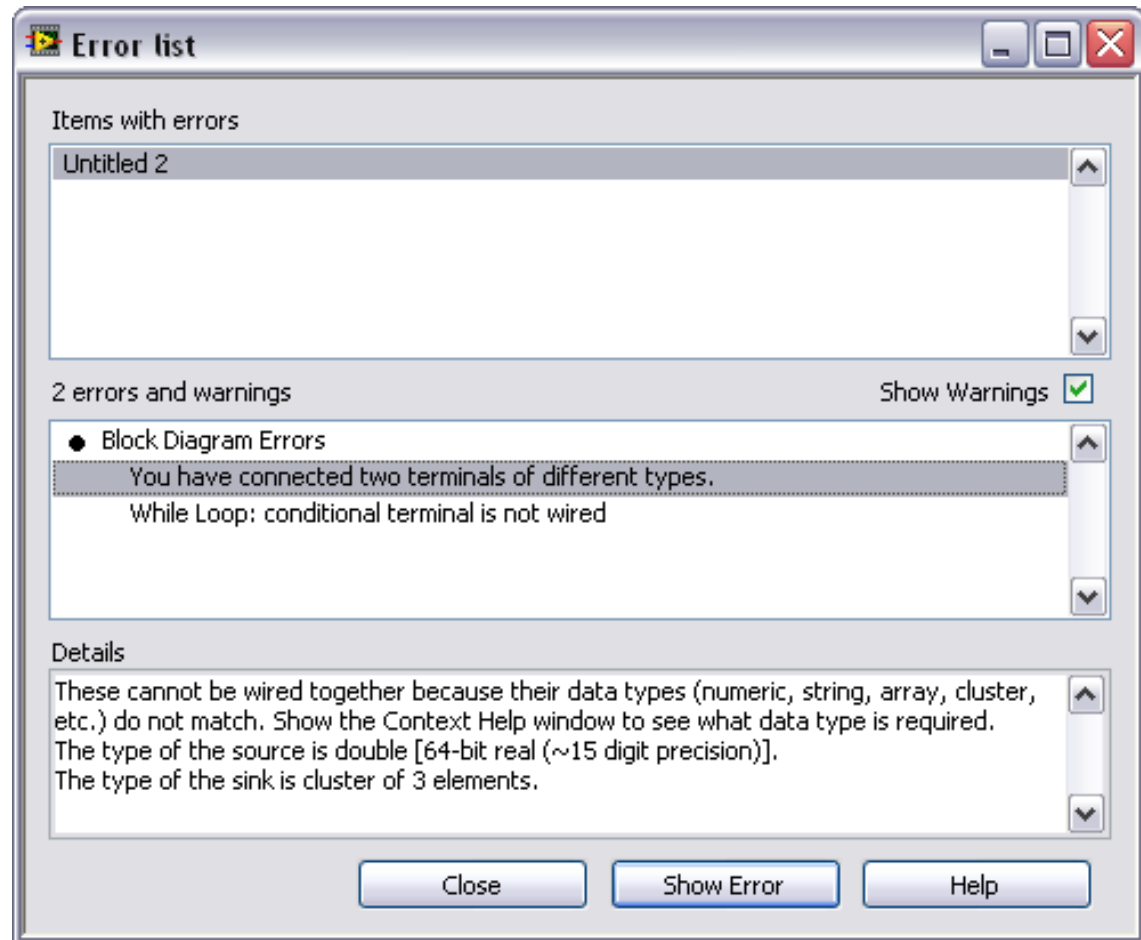 Error list
Items with errors
Untitled 2
2 errors and warnings Show Warnings
Block Diagram Errors
You have connected two terminals of different types.
While Loop: conditional terminal is not wired
Details
These cannot be wired together because their data types (numeric, string, array, cluster,
etc.) do not match. Show the Context Help window to see what data type is required.
The type of the source is double [64-bit real (~15 digit precision)].
The type of the sink is cluster of 3 elements.
Close Show Error Help